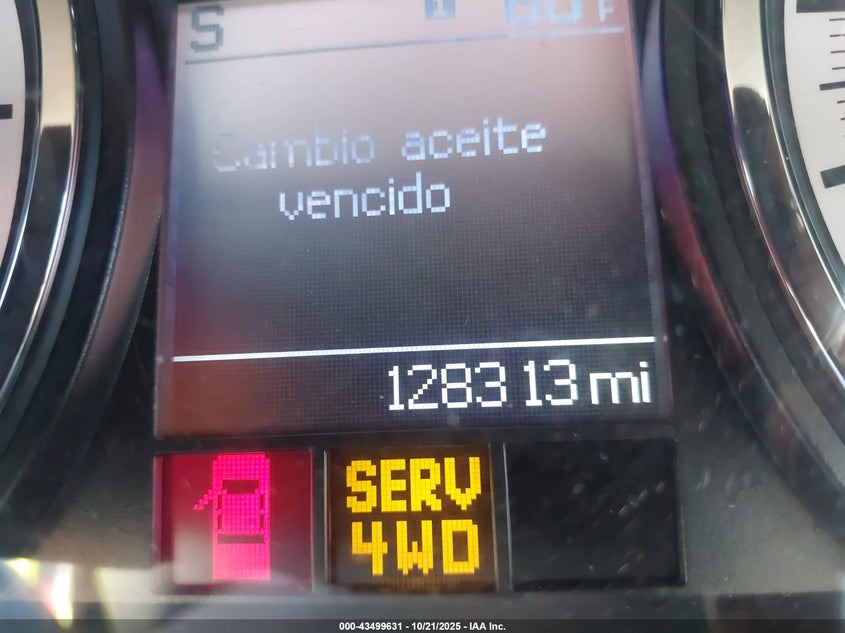 S
Cambio aceite
vencido
128313 mi
SERV
4WD
000-43499631 - 10/21/2025 - IAA Inc.